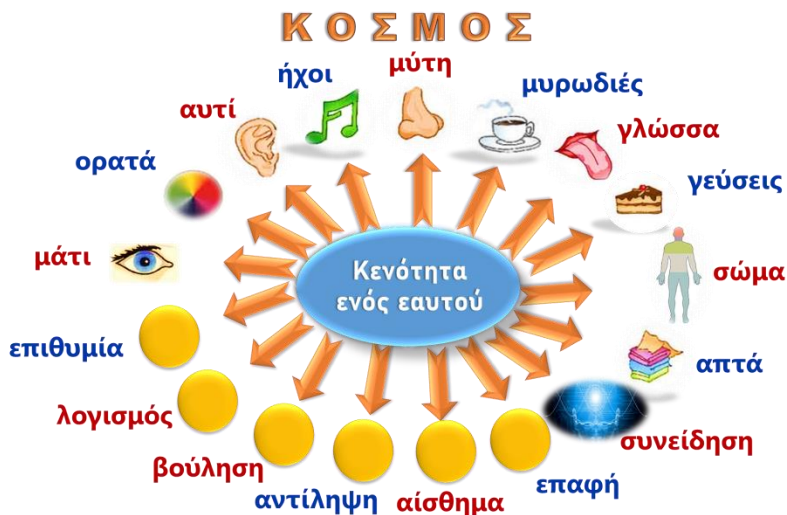 ΚΟΣΜΟΣ
μύτη
ήχοι
μυρωδιές
αυτί
γλώσσα
ορατά
γεύσεις
μάτι
Κενότητα
ενός εαυτού
σώμα
επιθυμία
απτά
λογισμός
συνείδηση
βούληση
επαφή
αντίληψη
αίσθημα